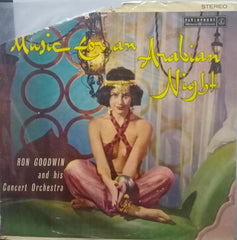 STEREO
PARLOPHONE
Music for an
Arabian
Night
RON GOODWIN
and his
Concert Orchestra